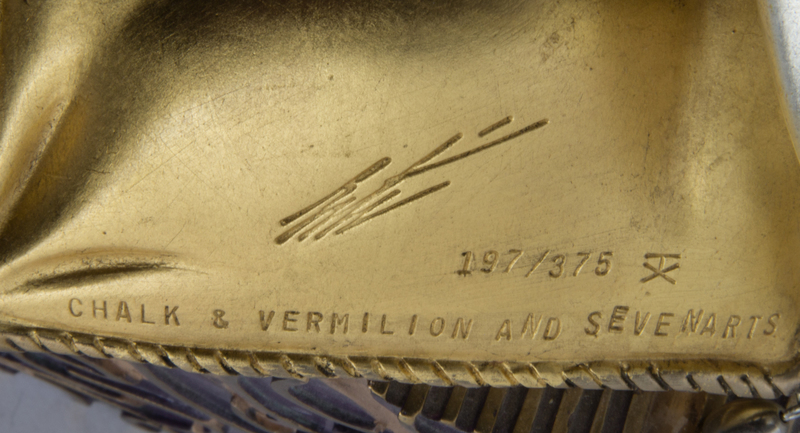 197/375
CHALK & VERMILION AND SEVENARTS